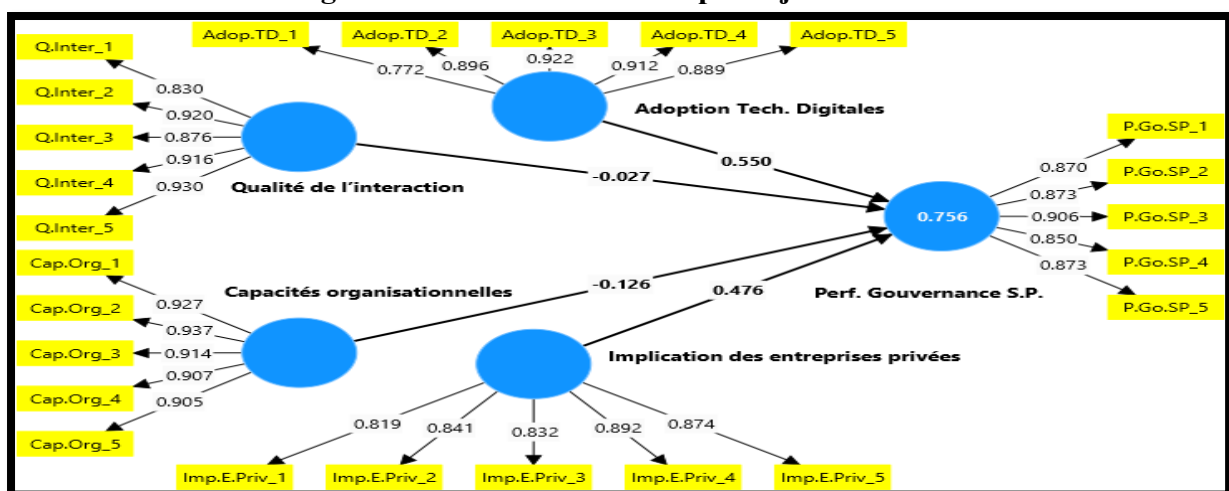 Q.Inter_1
Q.Inter_2
Q.Inter_3
Q.Inter_4
Q.Inter_5
0.830
0.920
0.876
0.916
0.930
Qualité de l'interaction
Adop.TD_1
Adop.TD_2
Adop.TD_3
Adop.TD_4
Adop.TD_5
0.772
0.896
0.922
0.912
0.889
Adoption Tech. Digitales
0.550
-0.027
Cap.Org_1
Cap.Org_2
Cap.Org_3
Cap.Org_4
Cap.Org_5
0.927
0.937
0.914
0.907
0.905
Capacités organisationnelles
-0.126
0.476
Implication des entreprises privées
0.819
0.841
0.832
0.892
0.874
Imp.E.Priv_1
Imp.E.Priv_2
Imp.E.Priv_3
Imp.E.Priv_4
Imp.E.Priv_5
0.756
Perf. Gouvernance S.P.
0.870
0.873
0.906
0.850
0.873
P.Go.SP_1
P.Go.SP_2
P.Go.SP_3
P.Go.SP_4
P.Go.SP_5